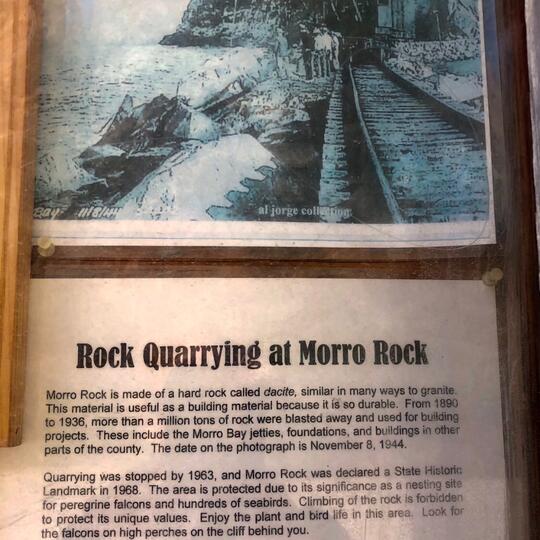 Bay 11/8/44
al jorge collecting
Rock Quarrying at Morro Rock
Morro Rock is made of a hard rock called dacite, similar in many ways to granite.
This material is useful as a building material because it is so durable. From 1890
to 1936, more than a million tons of rock were blasted away and used for building
projects. These include the Morro Bay jetties, foundations, and buildings in other
parts of the county. The date on the photograph is November 8, 1944.
Quarrying was stopped by 1963, and Morro Rock was declared a State Historic
Landmark in 1968. The area is protected due to its significance as a nesting site
for peregrine falcons and hundreds of seabirds. Climbing of the rock is forbidden
to protect its unique values. Enjoy the plant and bird life in this area. Look for
the falcons on high perches on the cliff behind you.